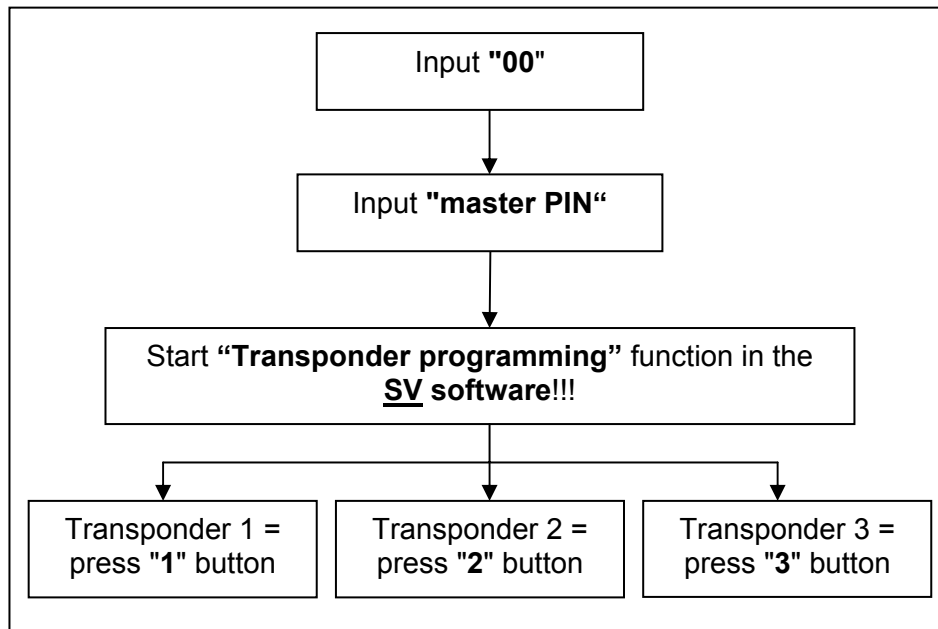 Input "00"
Input "master PIN“
Start “Transponder programming” function in the
SV software!!!
Transponder 1 =
press "1" button
Transponder 2 =
press "2" button
Transponder 3 =
press "3" button